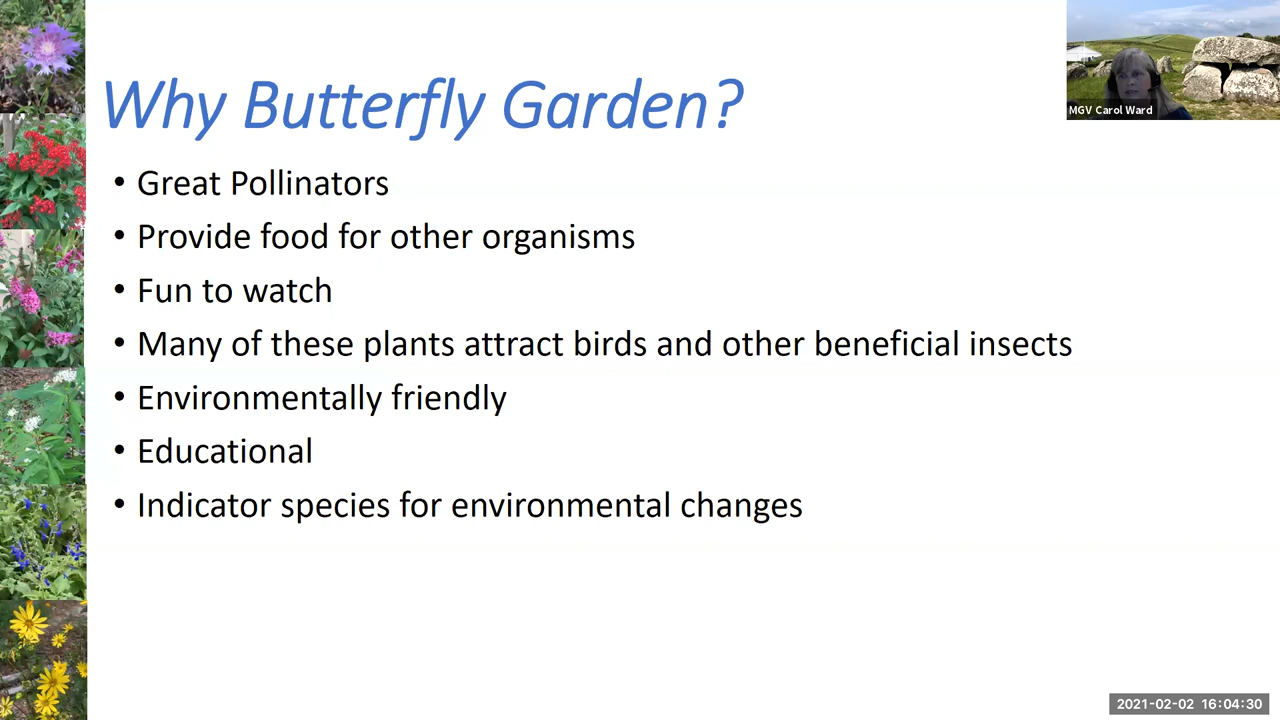 Why Butterfly Garden?
MGV Carol Ward
• Great Pollinators
• Provide food for other organisms
• Fun to watch
• Many of these plants attract birds and other beneficial insects
• Environmentally friendly
• Educational
• Indicator species for environmental changes
2021-02-02 16:04:30